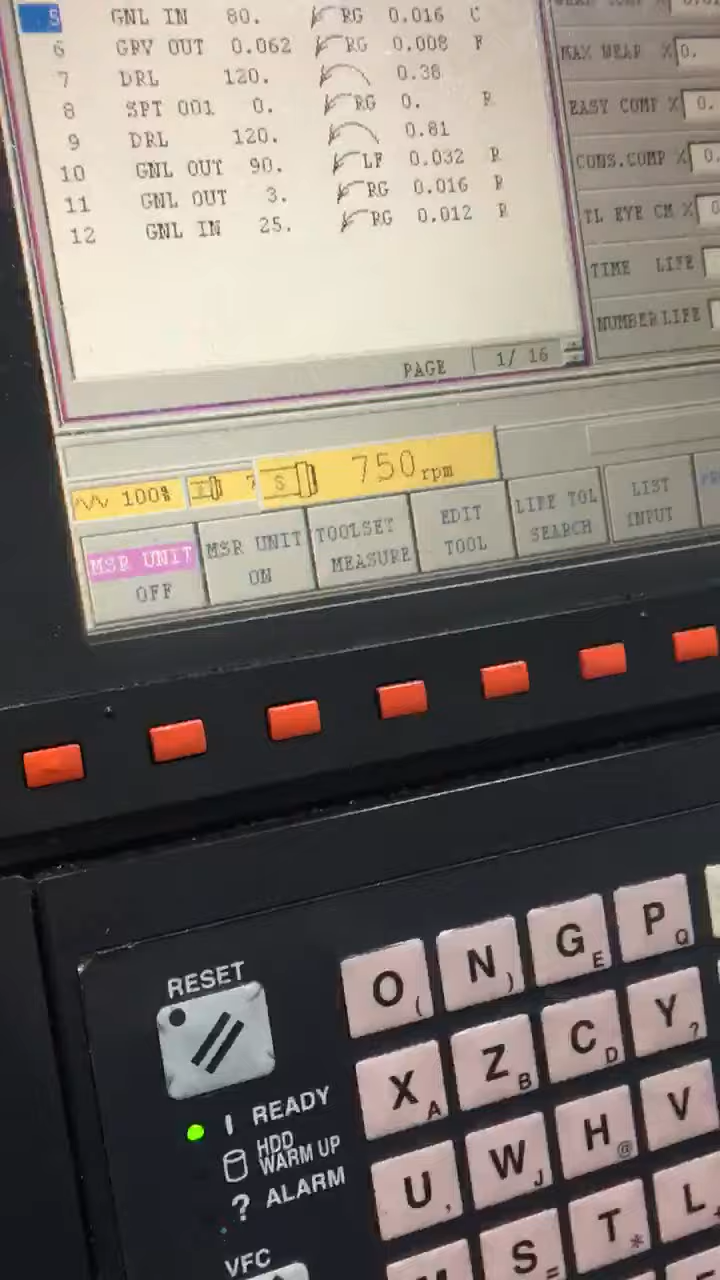 5 GNL IN 80. RG 0.016 C
6 GRV OUT 0.062 RG 0.008 F
7 DRL 120. 0.38
8 SPT 001 0. RG 0. R
9 DRL 120. 0.81
10 GNL OUT 90. LF 0.032 R
11 GNL OUT 3. RG 0.016 R
12 GNL IN 25. RG 0.012 R
MAX WEAR X 0.
EASY COMP X 0.
CONS.COMP X 0.
TL EYE CM X 0
TIME LIFE
NUMBER LIFE
PAGE 1/ 16
100% 7 S 750 rpm
MSR UNIT OFF
MSR UNIT ON
TOOLSET MEASURE
EDIT TOOL
LIFE TOL SEARCH
LIST INPUT
RESET
READY
HDD WARM UP
? ALARM
VFC
O ( N ) G E P Q
X A Z B C D Y ?
U , W J H @ V
S = T * L